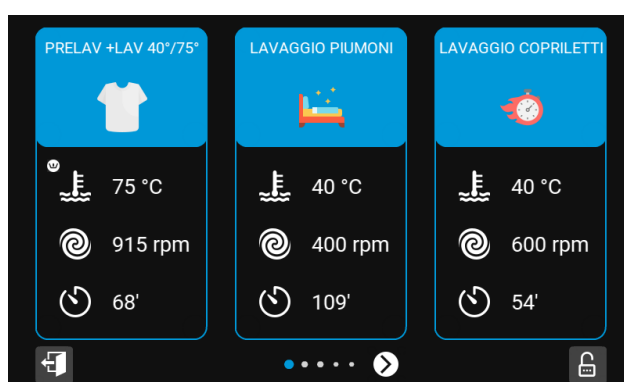 PRELAV +LAV 40°/75°
75 °C
915 rpm
68'
LAVAGGIO PIUMONI
40 °C
400 rpm
109'
LAVAGGIO COPRILETTI
40 °C
600 rpm
54'